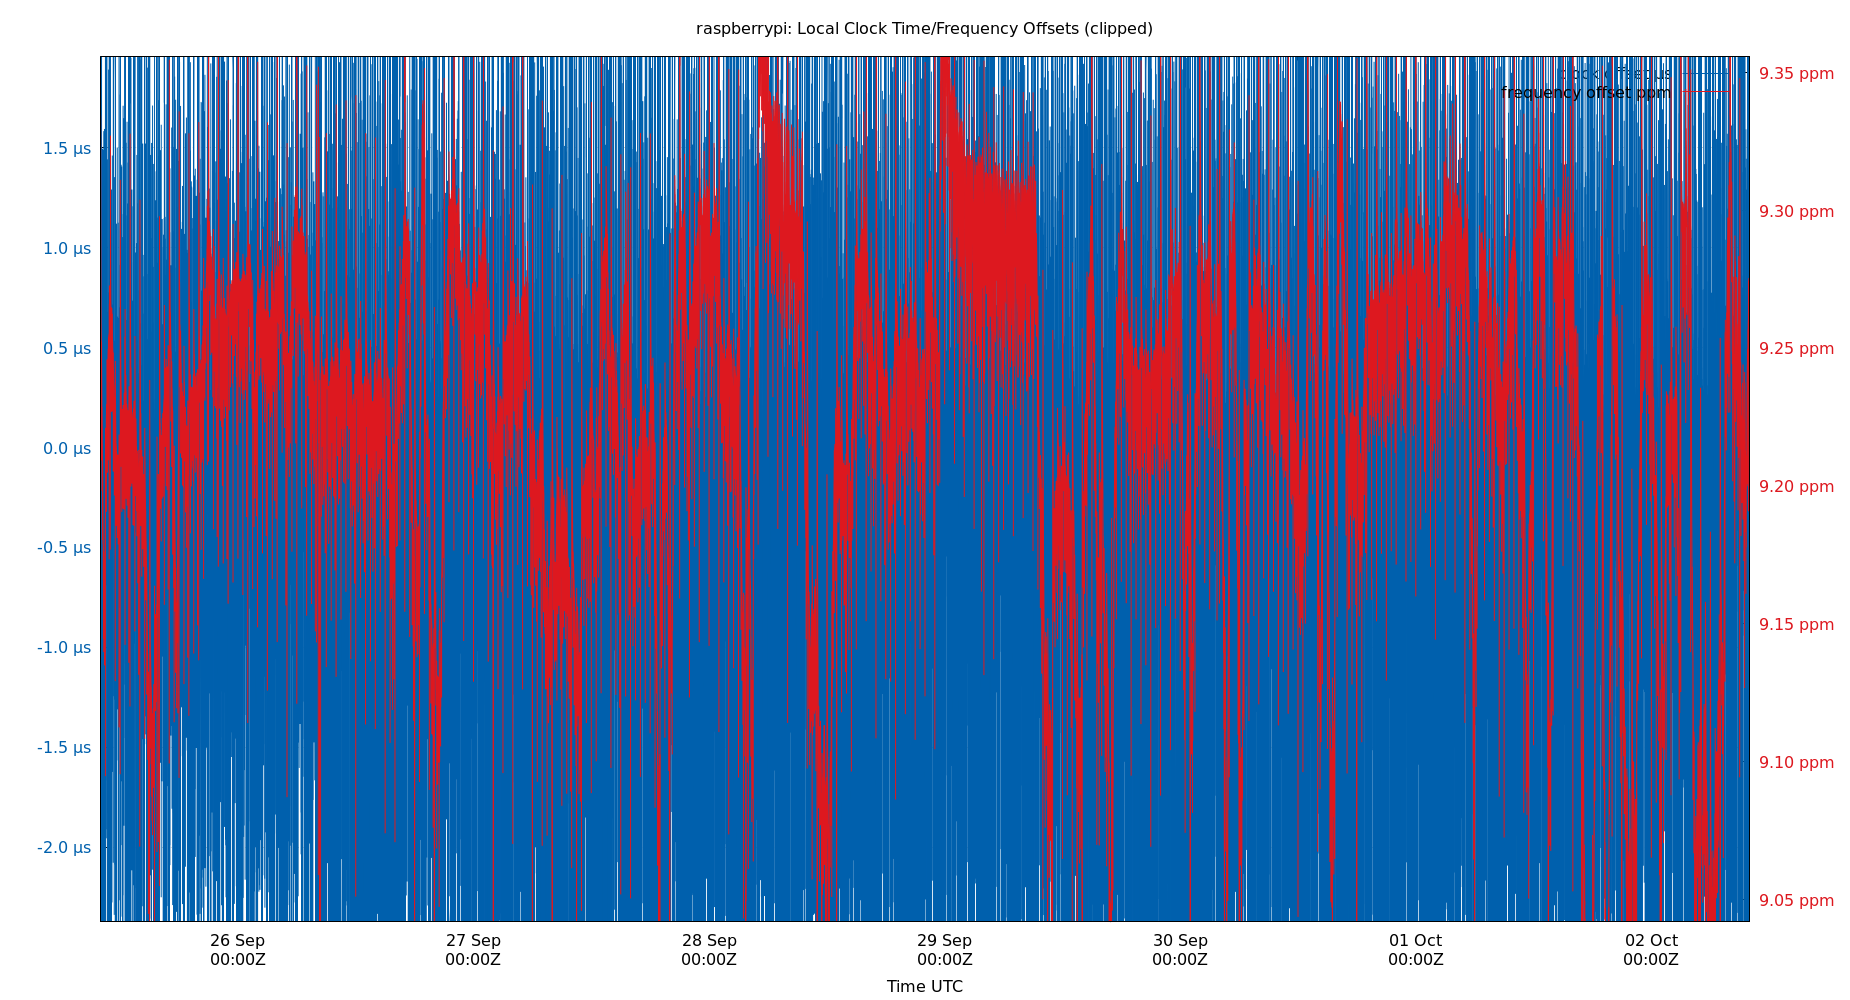 raspberrypi: Local Clock Time/Frequency Offsets (clipped)
clock offset µs
frequency offset ppm
1.5 µs
1.0 µs
0.5 µs
0.0 µs
-0.5 µs
-1.0 µs
-1.5 µs
-2.0 µs
9.35 ppm
9.30 ppm
9.25 ppm
9.20 ppm
9.15 ppm
9.10 ppm
9.05 ppm
26 Sep
00:00Z
27 Sep
00:00Z
28 Sep
00:00Z
29 Sep
00:00Z
30 Sep
00:00Z
01 Oct
00:00Z
02 Oct
00:00Z
Time UTC